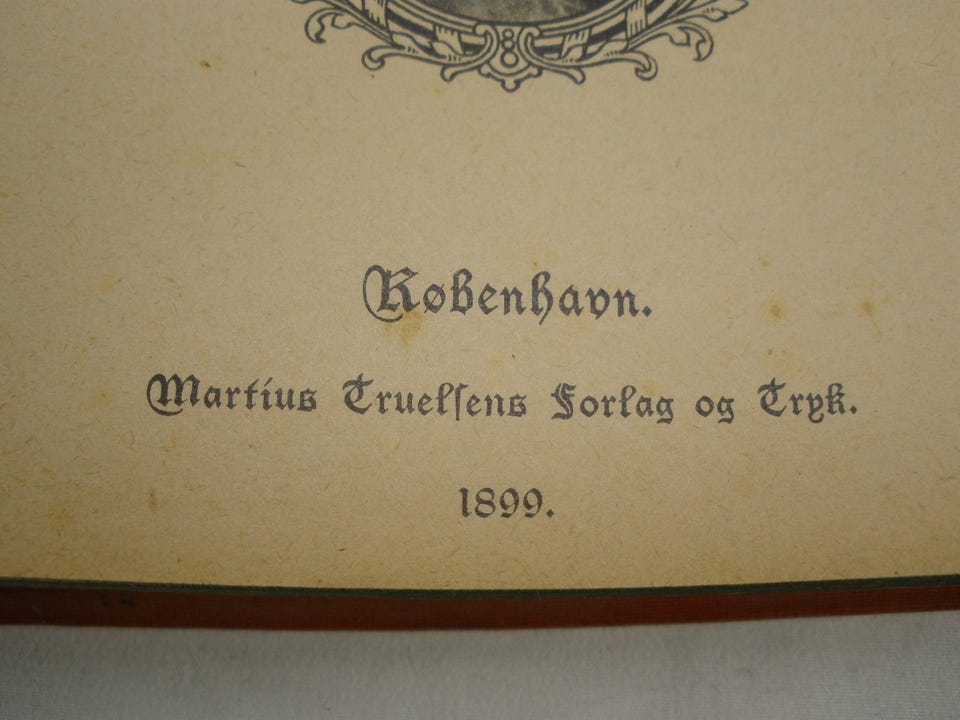 København.
Martius Truelsens Forlag og Tryk.
1899.